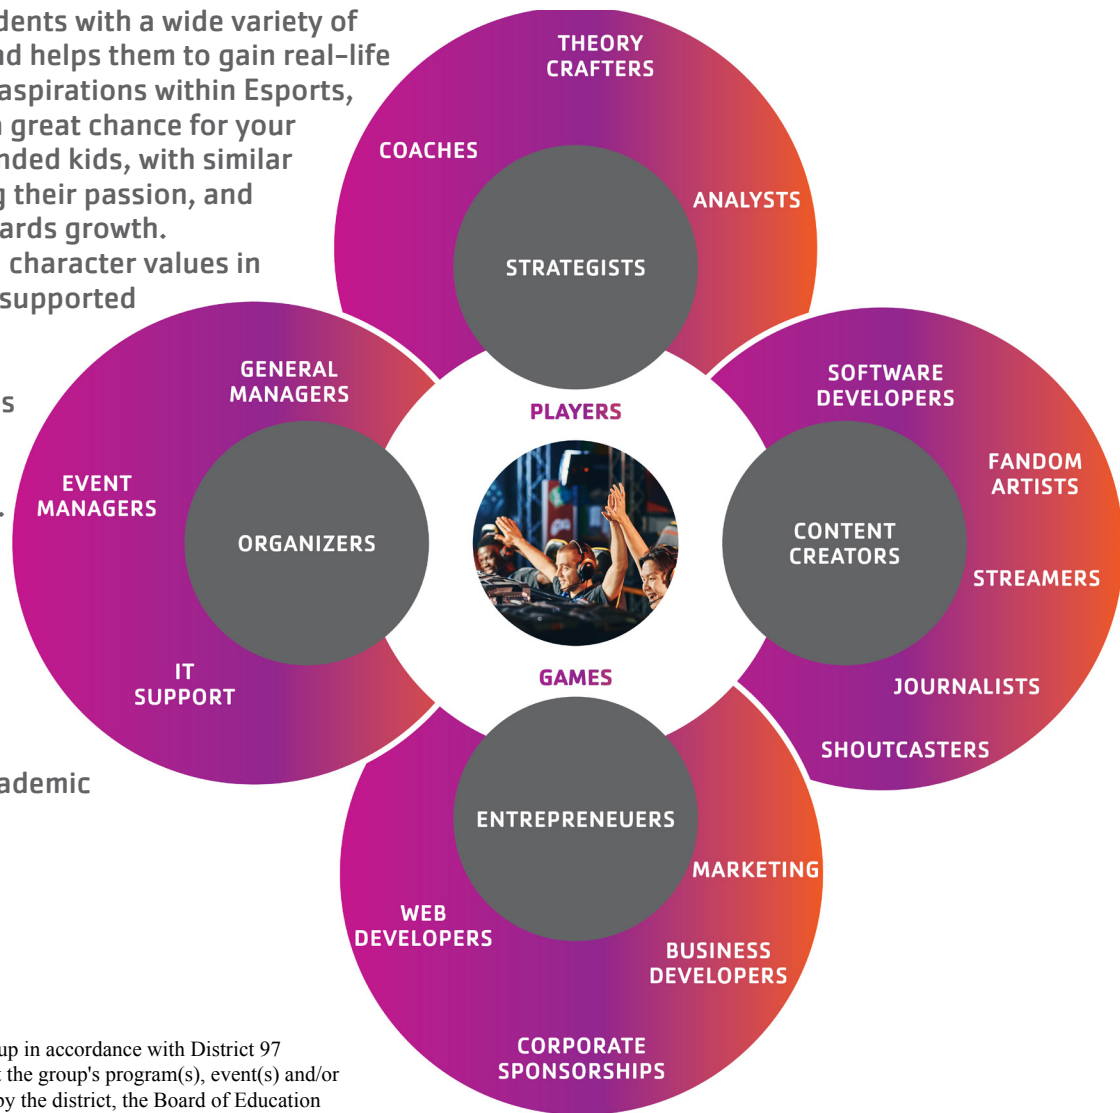 dents with a wide variety of
nd helps them to gain real-life
aspirations within Esports,
great chance for your
nded kids, with similar
g their passion, and
ards growth.
character values in
supported
s
.
ademic
THEORY
CRAFTERS
COACHES
ANALYSTS
STRATEGISTS
GENERAL
MANAGERS
EVENT
MANAGERS
ORGANIZERS
IT
SUPPORT
PLAYERS
GAMES
SOFTWARE
DEVELOPERS
FANDOM
ARTISTS
CONTENT
CREATORS
STREAMERS
JOURNALISTS
SHOUTCASTERS
ENTREPRENEUERS
MARKETING
WEB
DEVELOPERS
BUSINESS
DEVELOPERS
CORPORATE
SPONSORSHIPS
up in accordance with District 97
t the group's program(s), event(s) and/or
by the district, the Board of Education